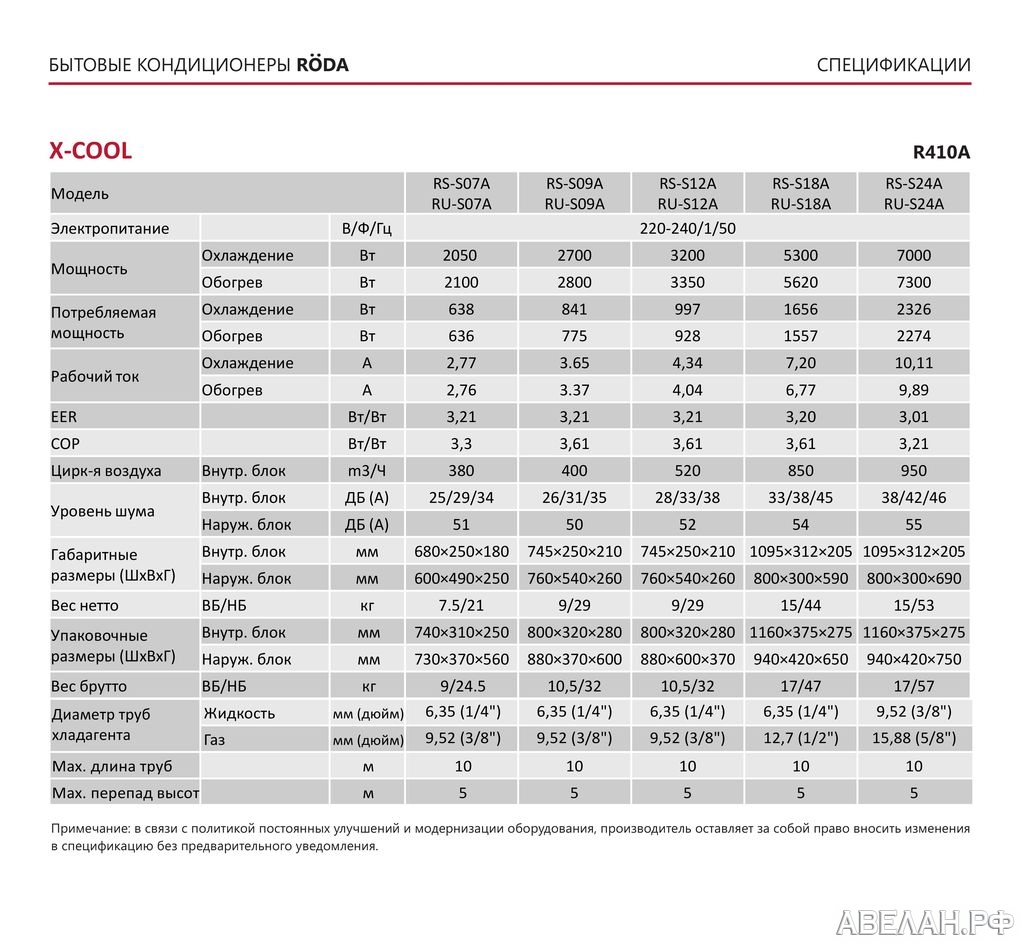 БЫТОВЫЕ КОНДИЦИОНЕРЫ RÖDA СПЕЦИФИКАЦИИ
X-COOL R410A
Модель RS-S07A RU-S07A RS-S09A RU-S09A RS-S12A RU-S12A RS-S18A RU-S18A RS-S24A RU-S24A
Электропитание В/Ф/Гц 220-240/1/50
Мощность Охлаждение Вт 2050 2700 3200 5300 7000
Обогрев Вт 2100 2800 3350 5620 7300
Потребляемая мощность Охлаждение Вт 638 841 997 1656 2326
Обогрев Вт 636 775 928 1557 2274
Рабочий ток Охлаждение А 2,77 3.65 4,34 7,20 10,11
Обогрев А 2,76 3.37 4,04 6,77 9,89
EER Вт/Вт 3,21 3,21 3,21 3,20 3,01
COP Вт/Вт 3,3 3,61 3,61 3,61 3,21
Цирк-я воздуха Внутр. блок m3/Ч 380 400 520 850 950
Уровень шума Внутр. блок ДБ (А) 25/29/34 26/31/35 28/33/38 33/38/45 38/42/46
Наруж. блок ДБ (А) 51 50 52 54 55
Габаритные размеры (ШхВхГ) Внутр. блок мм 680×250×180 745×250×210 745×250×210 1095×312×205 1095×312×205
Наруж. блок мм 600×490×250 760×540×260 760×540×260 800×300×590 800×300×690
Вес нетто ВБ/НБ кг 7.5/21 9/29 9/29 15/44 15/53
Упаковочные размеры (ШхВхГ) Внутр. блок мм 740×310×250 800×320×280 800×320×280 1160×375×275 1160×375×275
Наруж. блок мм 730×370×560 880×370×600 880×600×370 940×420×650 940×420×750
Вес брутто ВБ/НБ кг 9/24.5 10,5/32 10,5/32 17/47 17/57
Диаметр труб хладагента Жидкость мм (дюйм) 6,35 (1/4") 6,35 (1/4") 6,35 (1/4") 6,35 (1/4") 9,52 (3/8")
Газ мм (дюйм) 9,52 (3/8") 9,52 (3/8") 9,52 (3/8") 12,7 (1/2") 15,88 (5/8")
Мах. длина труб м 10 10 10 10 10
Мах. перепад высот м 5 5 5 5 5
Примечание: в связи с политикой постоянных улучшений и модернизации оборудования, производитель оставляет за собой право вносить изменения
в спецификацию без предварительного уведомления.
АВЕЛАН.РФ